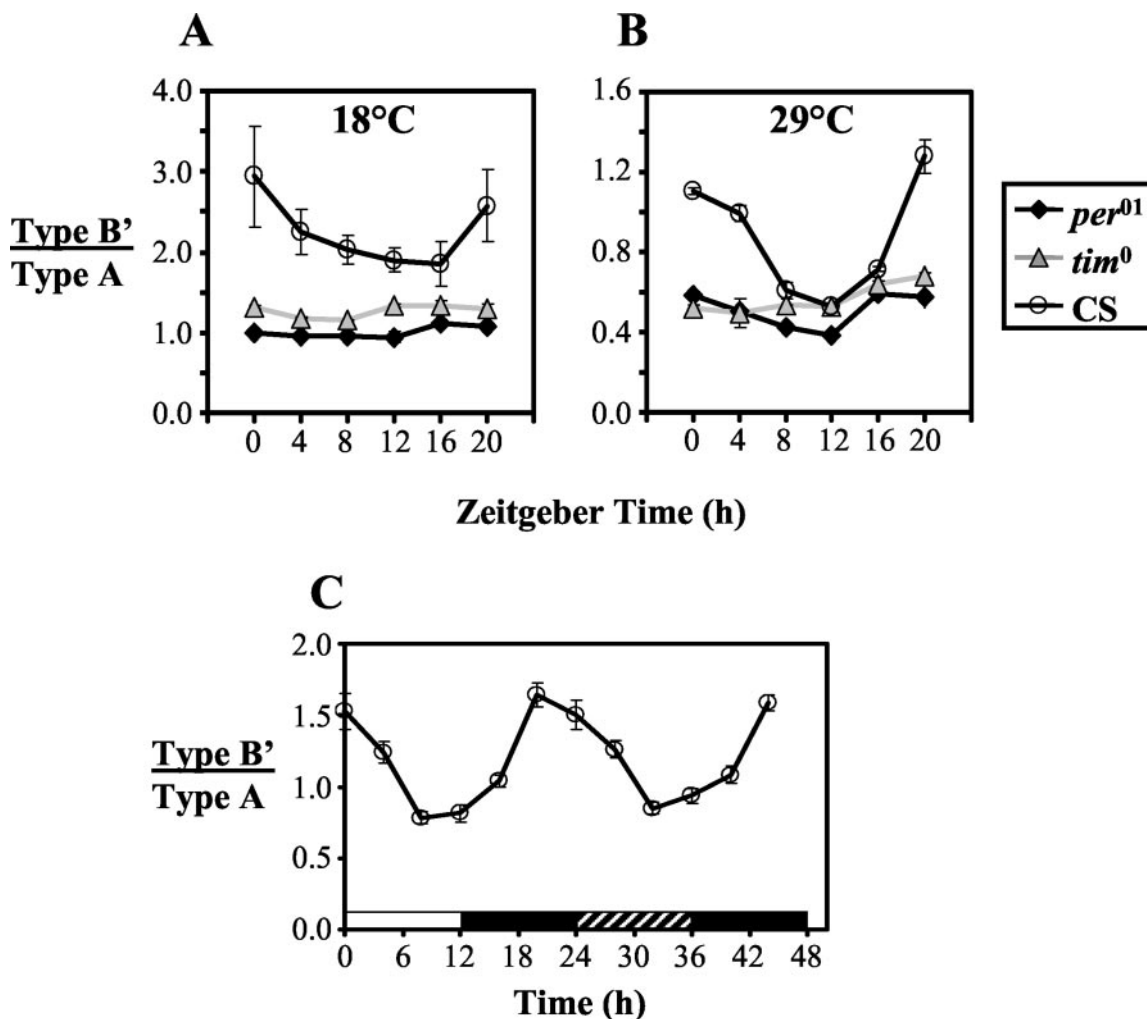 A
B
4.0
3.0
2.0
1.0
0.0
18°C
1.6
1.2
0.8
0.4
0.0
29°C
Type B’
Type A
per⁰¹
tim⁰
CS
0 4 8 12 16 20
0 4 8 12 16 20
Zeitgeber Time (h)
C
2.0
1.5
1.0
0.5
0.0
Type B’
Type A
0 6 12 18 24 30 36 42 48
Time (h)